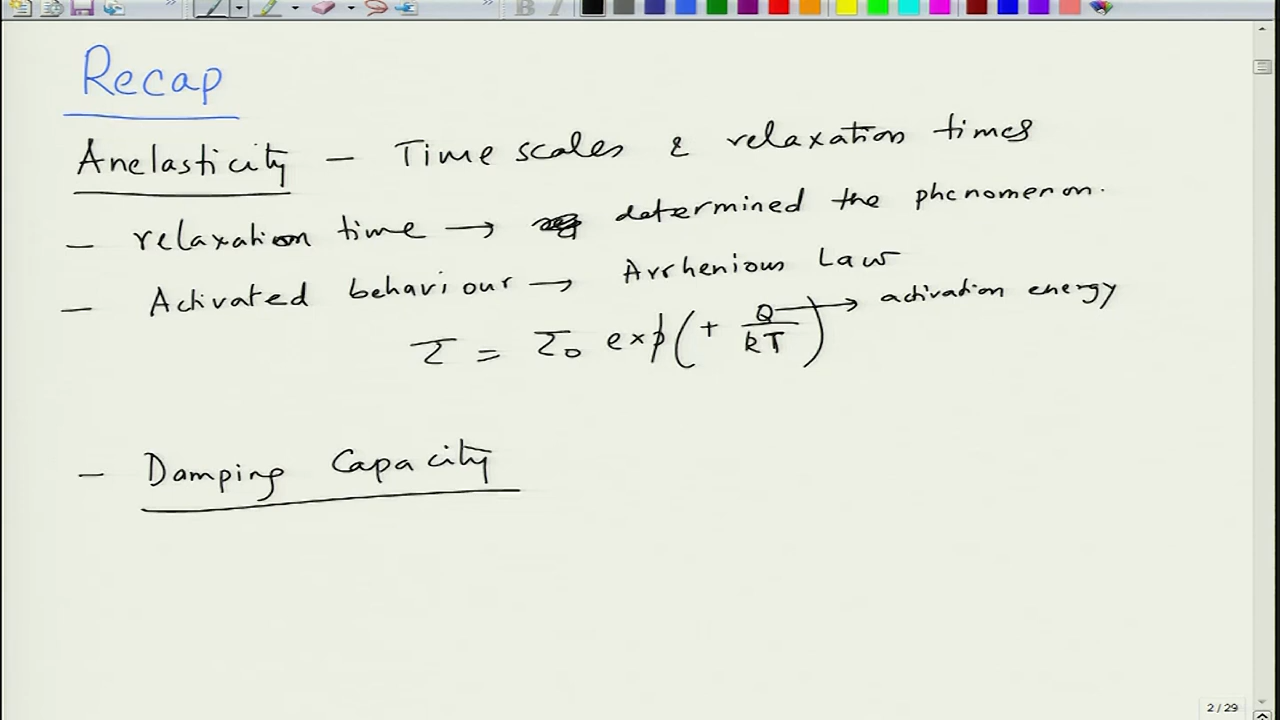 Recap
Anelasticity – Time scales & relaxation times
– relaxation time → determined the phenomenon.
– Activated behaviour → Arrhenious Law
τ = τ₀ exp(+ Q/kT) → activation energy
– Damping Capacity
2 / 29